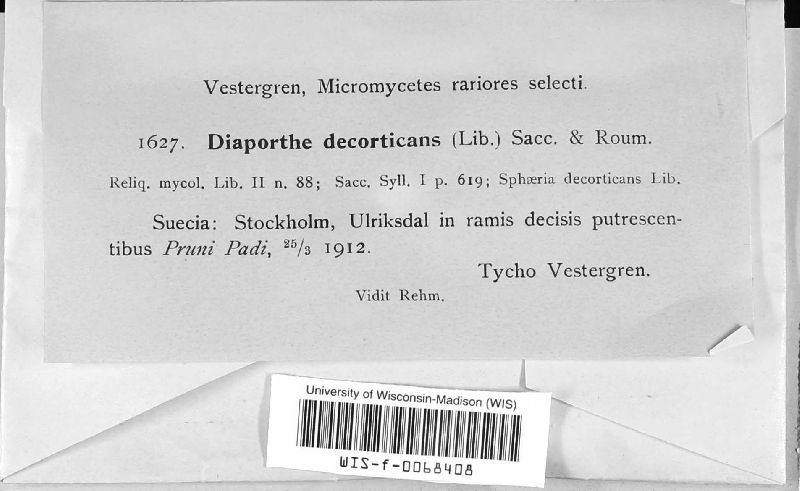 Vestergren, Micromycetes rariores selecti.
1627. Diaporthe decorticans (Lib.) Sacc. & Roum.
Reliq. mycol. Lib. II n. 88; Sacc. Syll. I p. 619; Sphæria decorticans Lib.
Suecia: Stockholm, Ulriksdal in ramis decisis putrescen-
tibus Pruni Padi, 25/3 1912.
Tycho Vestergren.
Vidit Rehm.
University of Wisconsin-Madison (WIS)
WIS-f-0068408